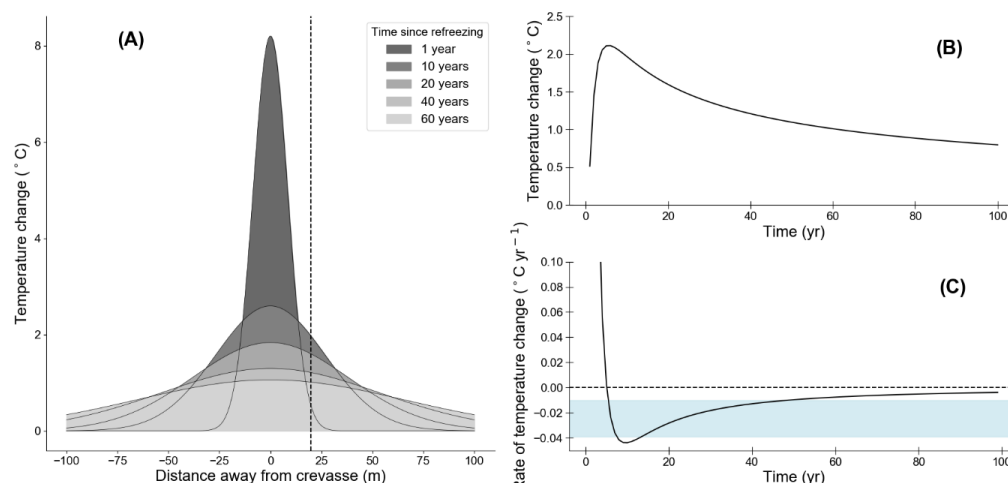 (A)
Time since refreezing
1 year
10 years
20 years
40 years
60 years
Temperature change (°C)
8
6
4
2
0
−100 −75 −50 −25 0 25 50 75 100
Distance away from crevasse (m)
(B)
Temperature change (°C)
2.5
2.0
1.5
1.0
0.5
0.0
0 20 40 60 80 100
Time (yr)
(C)
Rate of temperature change (°C yr⁻¹)
0.10
0.08
0.06
0.04
0.02
0.00
−0.02
−0.04
0 20 40 60 80 100
Time (yr)